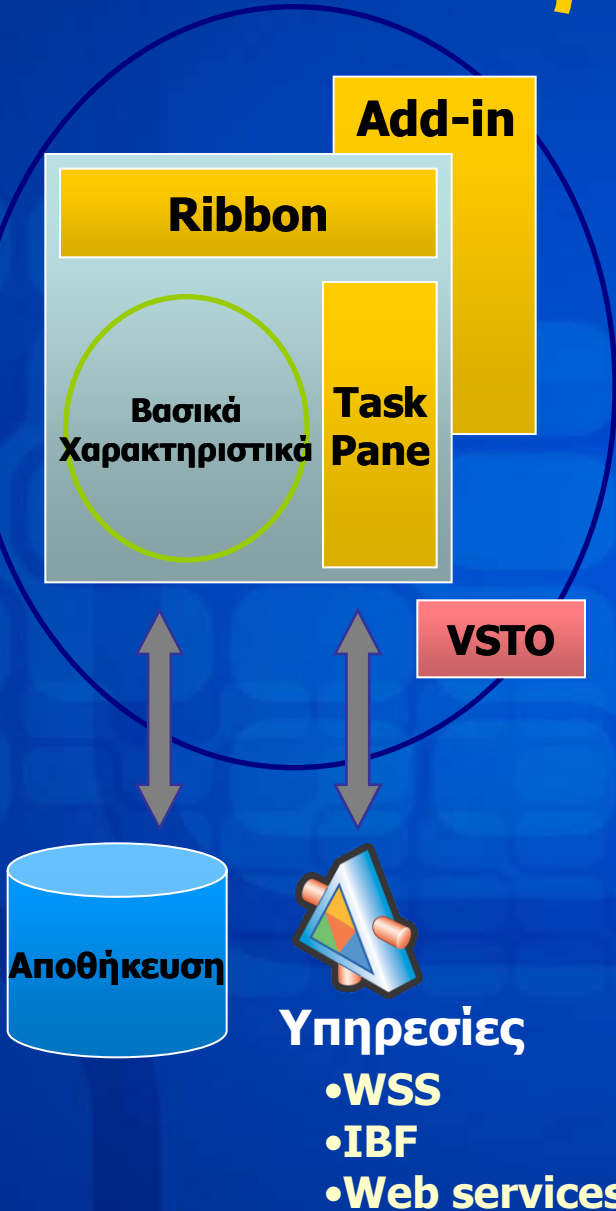 Add-in
Ribbon
Βασικά
Χαρακτηριστικά
Task
Pane
VSTO
Αποθήκευση
Υπηρεσίες
•WSS
•IBF
•Web services